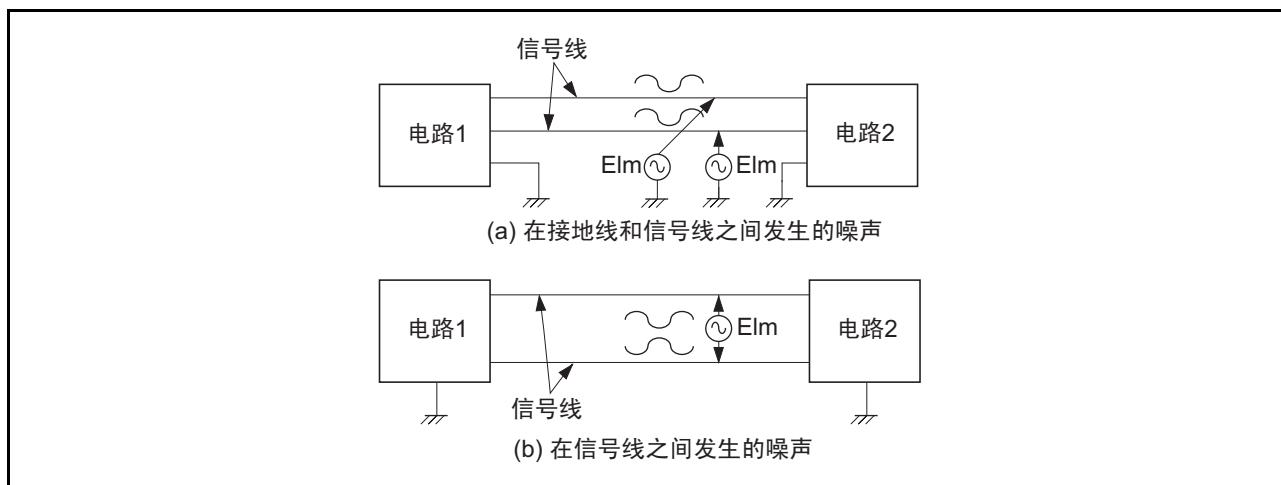 信号线
电路1
电路2
Elm
Elm
(a) 在接地线和信号线之间发生的噪声
电路1
Elm
电路2
信号线
(b) 在信号线之间发生的噪声